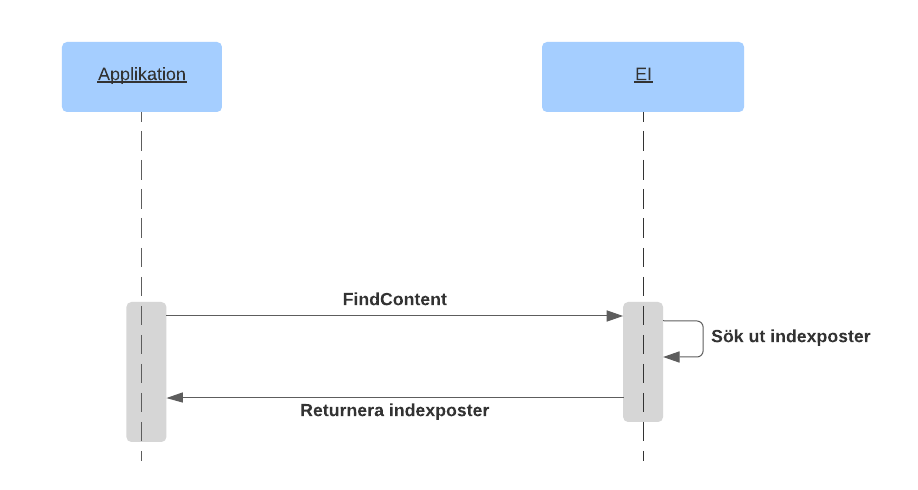 Applikation
EI
FindContent
Sök ut indexposter
Returnera indexposter